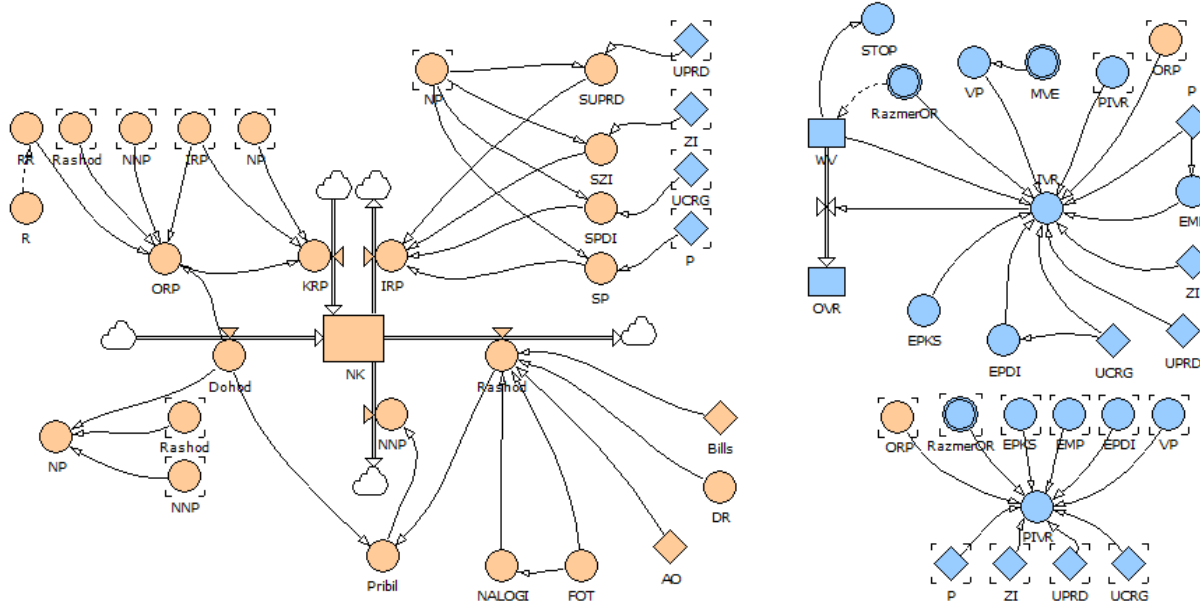 STOP
UPRD
NP
SUPRD
VP
MVE
PIVR
ORP
P
RazmerOR
ZI
RR
Rashod
NNP
IRP
NP
WV
SZI
UCRG
IVR
EMP
R
SPDI
P
ORP
KRP
IRP
SP
ZI
OVR
EPKS
EPDI
UCRG
UPRD
Dohod
NK
Rashod
NP
Rashod
NNP
Bills
ORP
RazmerOR
EPKS
EMP
EPDI
VP
NNP
DR
PIVR
Pribil
NALOGI
FOT
AO
P
ZI
UPRD
UCRG